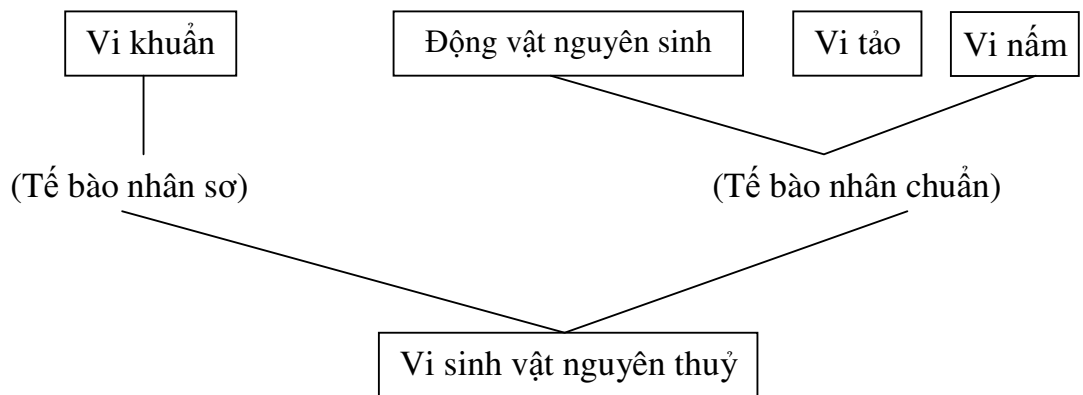 Vi khuẩn Động vật nguyên sinh Vi tảo Vi nấm
(Tế bào nhân sơ) (Tế bào nhân chuẩn)
Vi sinh vật nguyên thuỷ